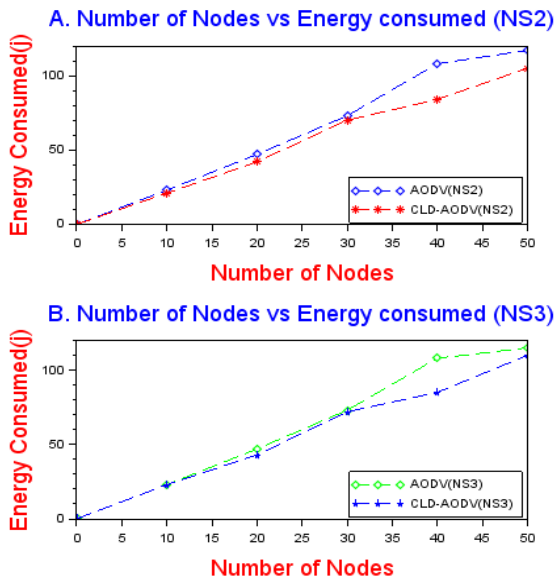 A. Number of Nodes vs Energy consumed (NS2)
Energy Consumed(j)
100
50
0
AODV(NS2)
CLD-AODV(NS2)
0 5 10 15 20 25 30 35 40 45 50
Number of Nodes
B. Number of Nodes vs Energy consumed (NS3)
Energy Consumed(j)
100
50
0
AODV(NS3)
CLD-AODV(NS3)
0 5 10 15 20 25 30 35 40 45 50
Number of Nodes